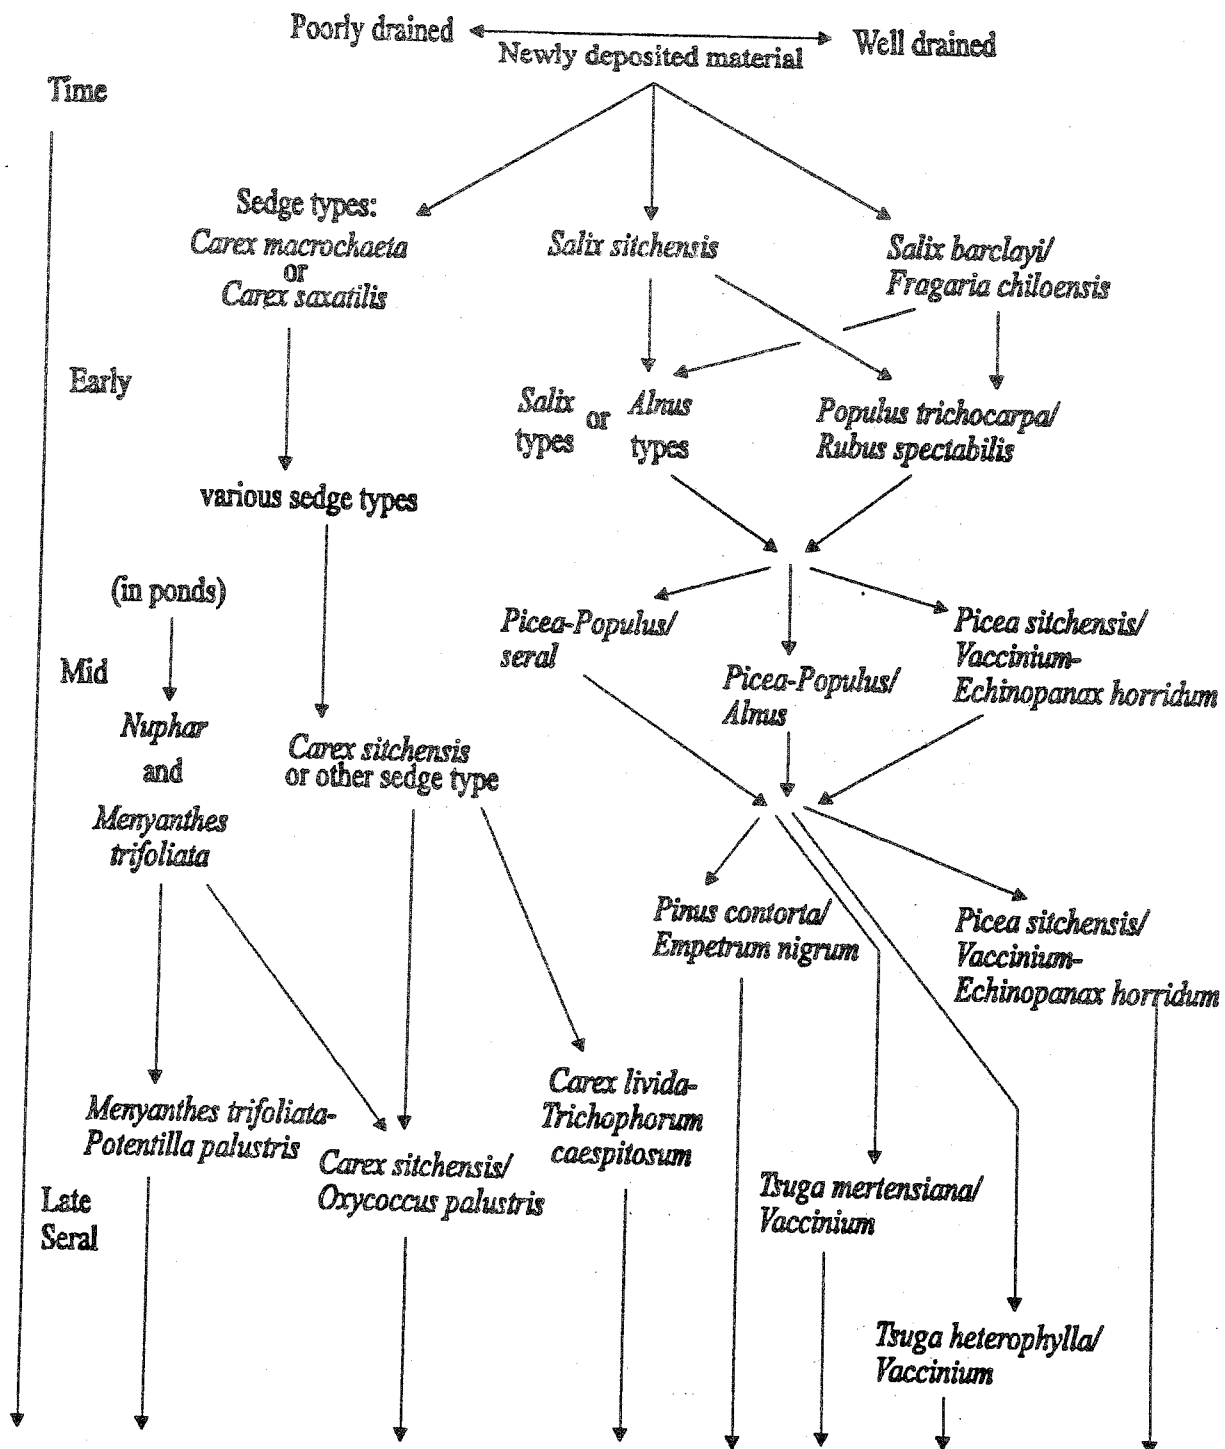 Poorly drained
Well drained
Newly deposited material
Time
Sedge types:
Carex macrochaeta
or
Carex saxatilis
Salix sitchensis
Salix barclayi/
Fragaria chiloensis
Early
Salix
types
or
Alnus
types
Populus trichocarpa/
Rubus spectabilis
various sedge types
(in ponds)
Mid
Picea-Populus/
seral
Picea-Populus/
Alnus
Picea sitchensis/
Vaccinium-
Echinopanax horridum
Nuphar
and
Menyanthes
trifoliata
Carex sitchensis
or other sedge type
Pinus contorta/
Empetrum nigrum
Picea sitchensis/
Vaccinium-
Echinopanax horridum
Menyanthes trifoliata-
Potentilla palustris
Carex sitchensis/
Oxycoccus palustris
Carex livida-
Trichophorum
caespitosum
Late
Seral
Tsuga mertensiana/
Vaccinium
Tsuga heterophylla/
Vaccinium